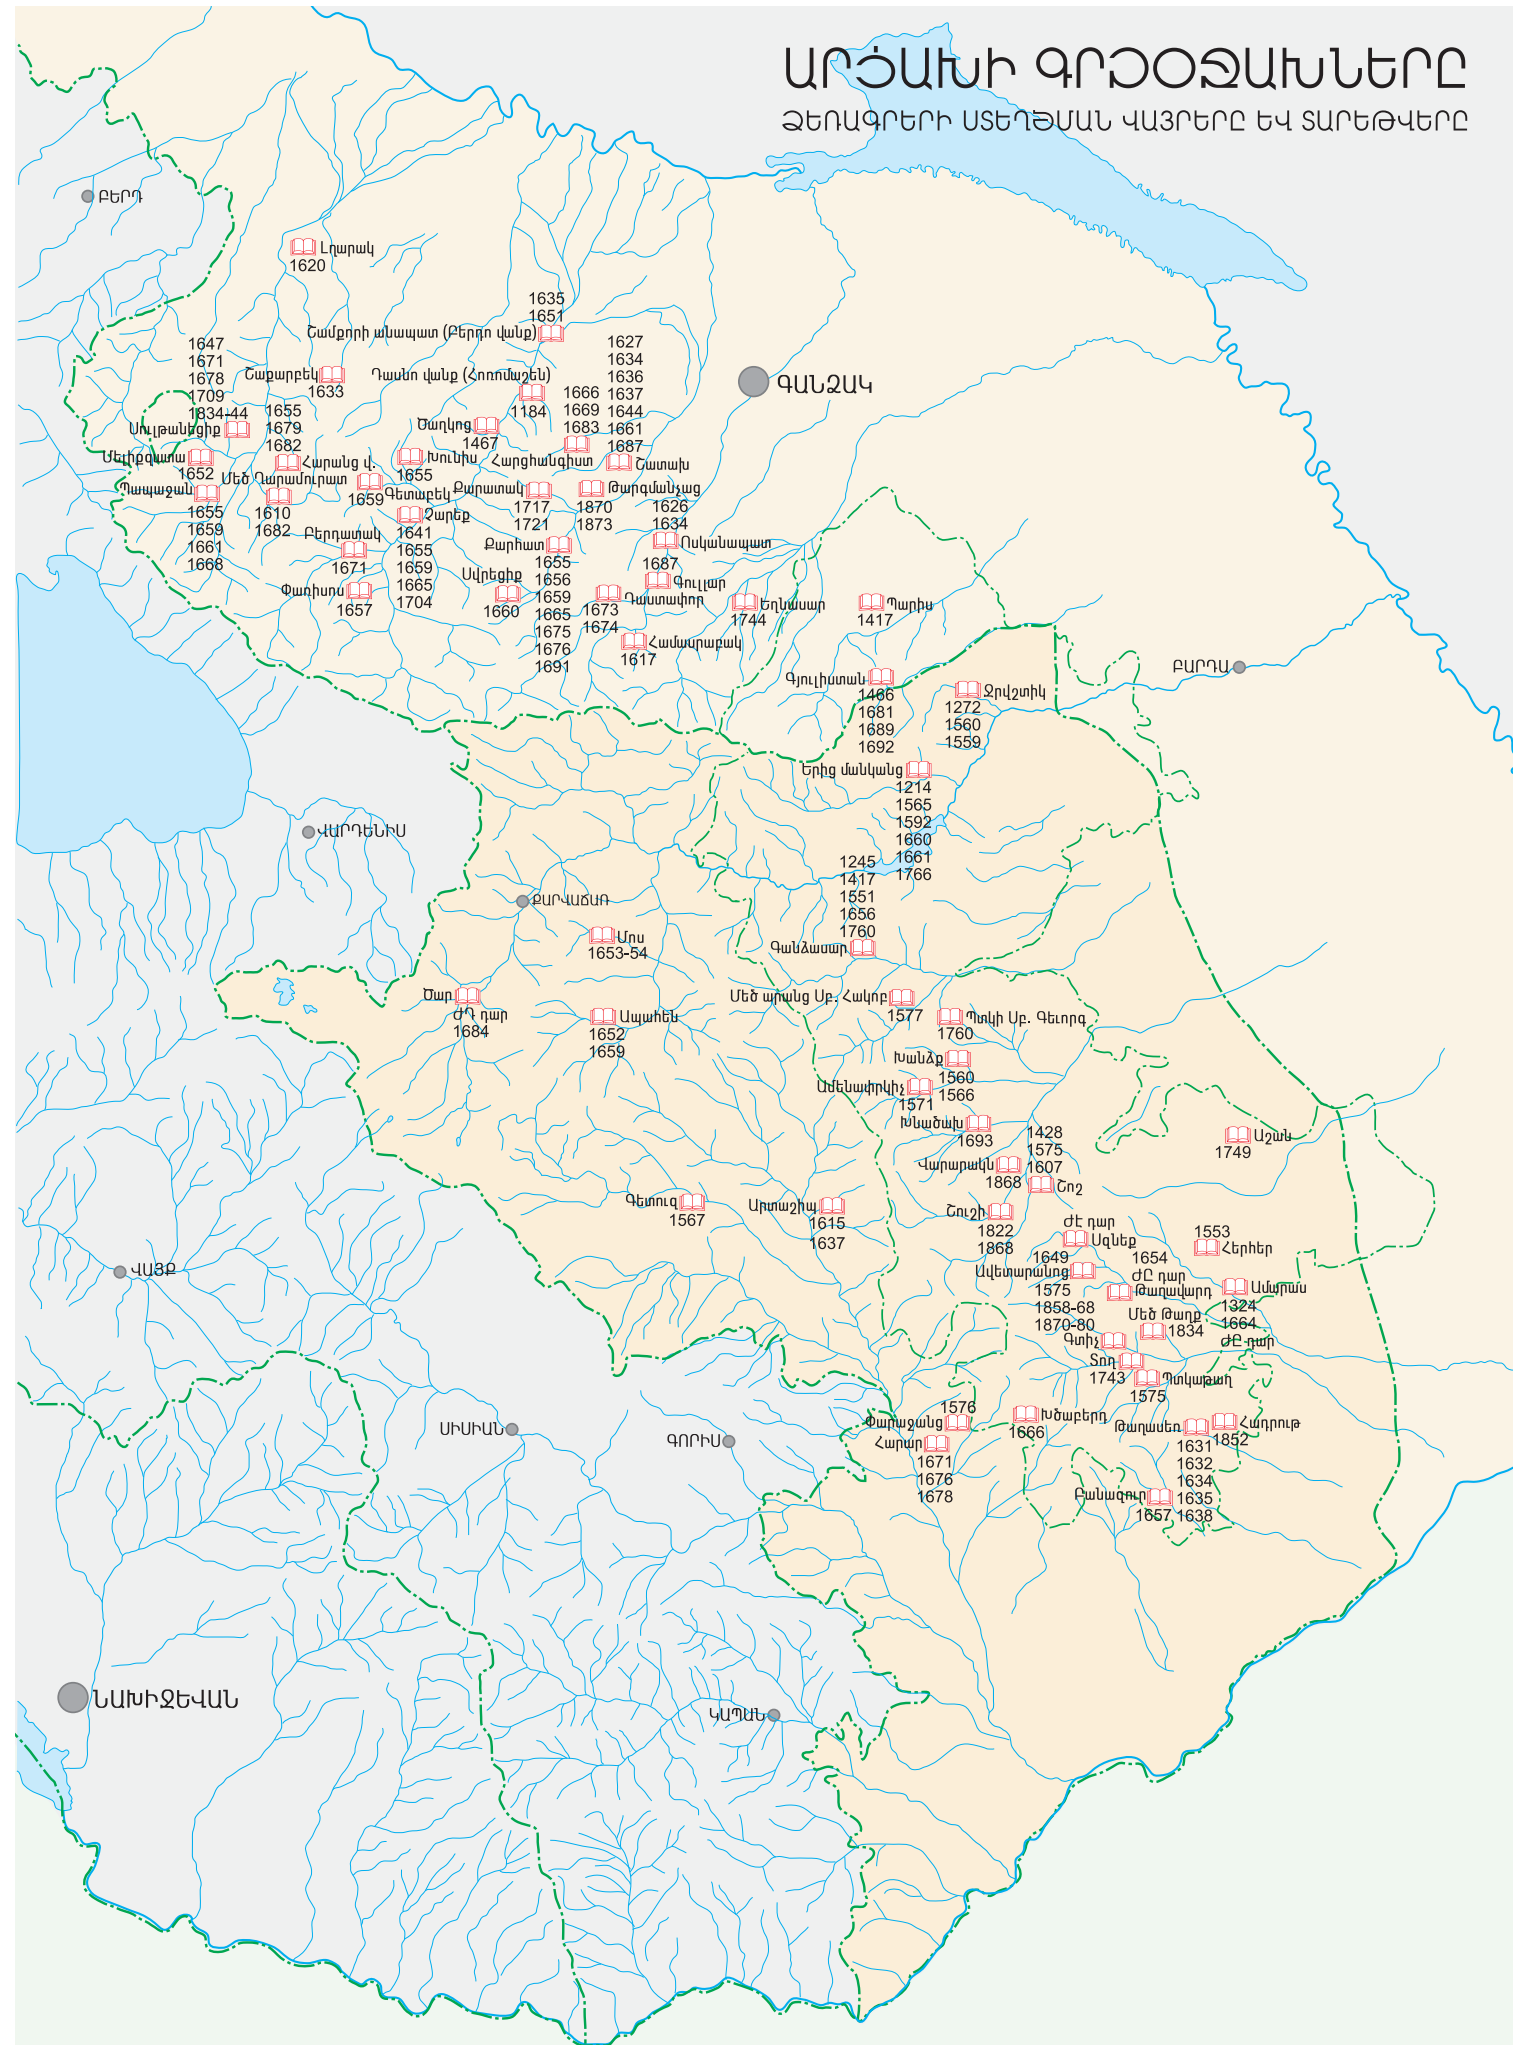 ԱՐՑԱԽԻ ԳՐՉՕՋԱԽՆԵՐԸ
ՁԵՌԱԳՐԵՐԻ ՍՏԵՂԾՄԱՆ ՎԱՅՐԵՐԸ ԵՎ ՏԱՐԵԹՎԵՐԸ
ԲԵՐԴ
Լղարակ
1620
1635
1651
Շամքորի անապատ (Բերդո վանք)
1647
1671
1678
1709
1834-44
Սուլթանեցիք
Շաքարբեկ
1633
Դասնո վանք (Հոռոմաշեն)
1184
1627
1634
1636
1637
1644
1661
1687
Շատախ
ԳԱՆՁԱԿ
1666
1669
1683
Հարցհանգիստ
1655
1679
1682
Հարանց վ.
Ծաղկոց
1467
Մելիքզատա
1652
Խունիս
1655
Մեծ Ղարամուրատ
1610
1682
1659
Գետաբեկ
Պապաջան
1655
1659
1661
1668
Քարատակ
1717
1721
Թարգմանչաց
1870
1873
1626
1634
Ոսկանապատ
Չարեք
1641
1655
1659
1665
1704
Բերդատակ
1671
Քարհատ
1655
1656
1659
1665
1675
1676
1691
1687
Գուլլար
Սվրեցիք
1660
Փառիսոս
1657
Դաստափոր
1673
1674
Եղնասար
1744
Պարիս
1417
Համասրաբակ
1617
ԲԱՐԴԱ
Գյուլիստան
1466
1681
1689
1692
Ջրվշտիկ
1272
1560
1559
Երից մանկանց
1214
1565
1592
1660
1661
1766
ՎԱՐԴԵՆԻՍ
1245
1417
1551
1656
1760
Գանձասար
ՔԱՐՎԱՃԱՌ
Մոս
1653-54
Ծար
ԺԴ դար
1684
Ապահեն
1652
1659
Մեծ առանց Սբ. Հակոբ
1577
Պտկի Սբ. Գեւորգ
1760
Խանձք
1560
1566
Ամենափրկիչ
1571
Խնածախ
1693
1428
1575
1607
Շոշ
Աշան
1749
Վարարակն
1868
Գետուզ
1567
Արտաշիպ
1615
1637
Շուշի
1822
1868
ԺԷ դար
Սզնեք
1553
Հերհեր
1649
Ավետարանոց
1575
1858-68
1870-80
1654
ԺԸ դար
Թաղավարդ
Ամարաս
1324
1664
ԺԸ դար
ՎԱՅՔ
Մեծ Թաղք
1834
Գտիչ
Տող
1743
Պտկաթաղ
1575
1576
Փարաջանց
Խծաբերդ
1666
Հադրութ
1852
Թաղասեռ
1631
1632
1634
1635
1638
ՍԻՍԻԱՆ
ԳՈՐԻՍ
Հարար
1671
1676
1678
Բանազուր
1657
ՆԱԽԻՋԵՎԱՆ
ԿԱՊԱՆ